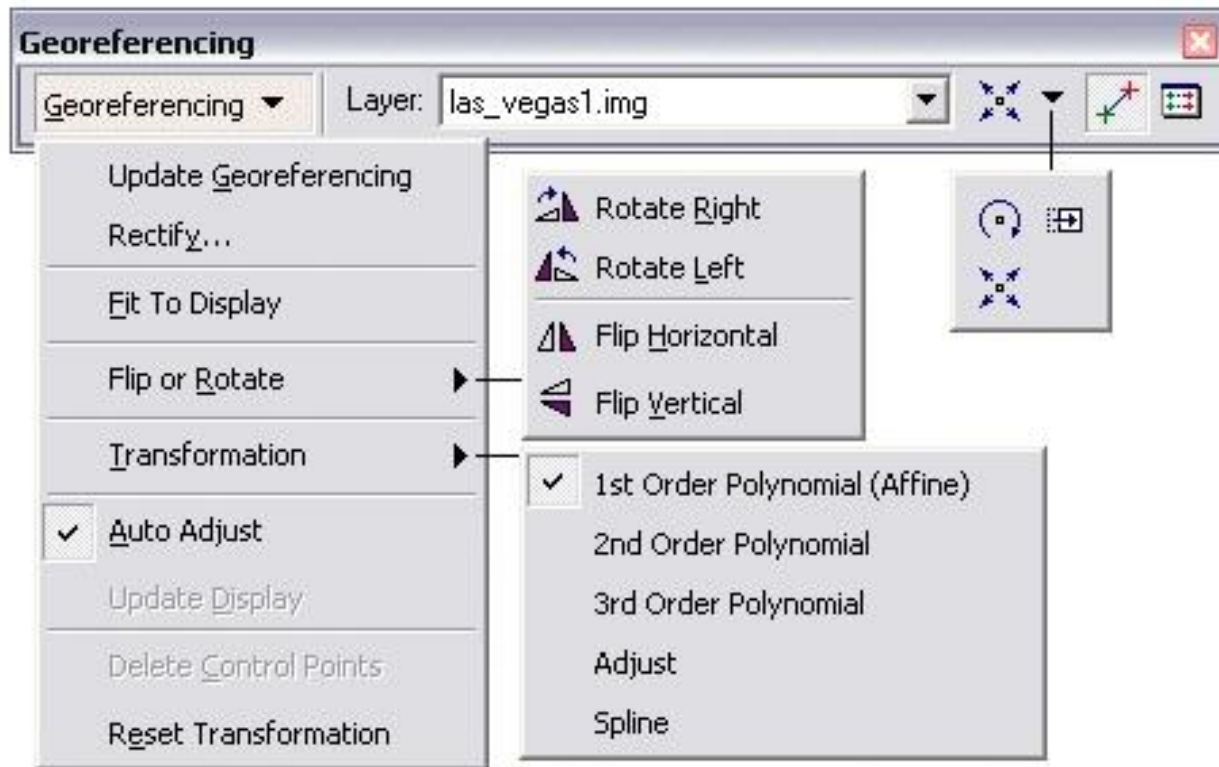 Georeferencing
Georeferencing Layer: las_vegas1.img
Update Georeferencing
Rectify...
Fit To Display
Flip or Rotate
Transformation
Auto Adjust
Update Display
Delete Control Points
Reset Transformation
Rotate Right
Rotate Left
Flip Horizontal
Flip Vertical
1st Order Polynomial (Affine)
2nd Order Polynomial
3rd Order Polynomial
Adjust
Spline